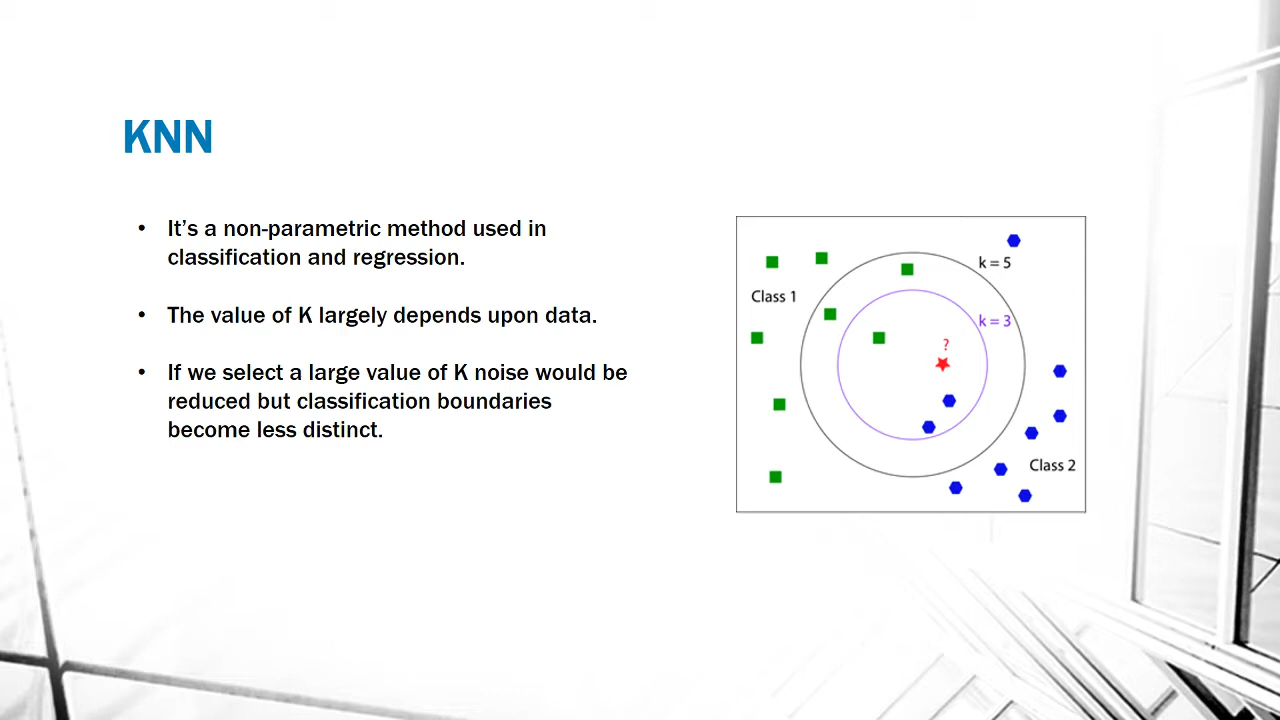 KNN
• It’s a non-parametric method used in
classification and regression.
• The value of K largely depends upon data.
• If we select a large value of K noise would be
reduced but classification boundaries
become less distinct.
k = 5
Class 1
k = 3
?
Class 2